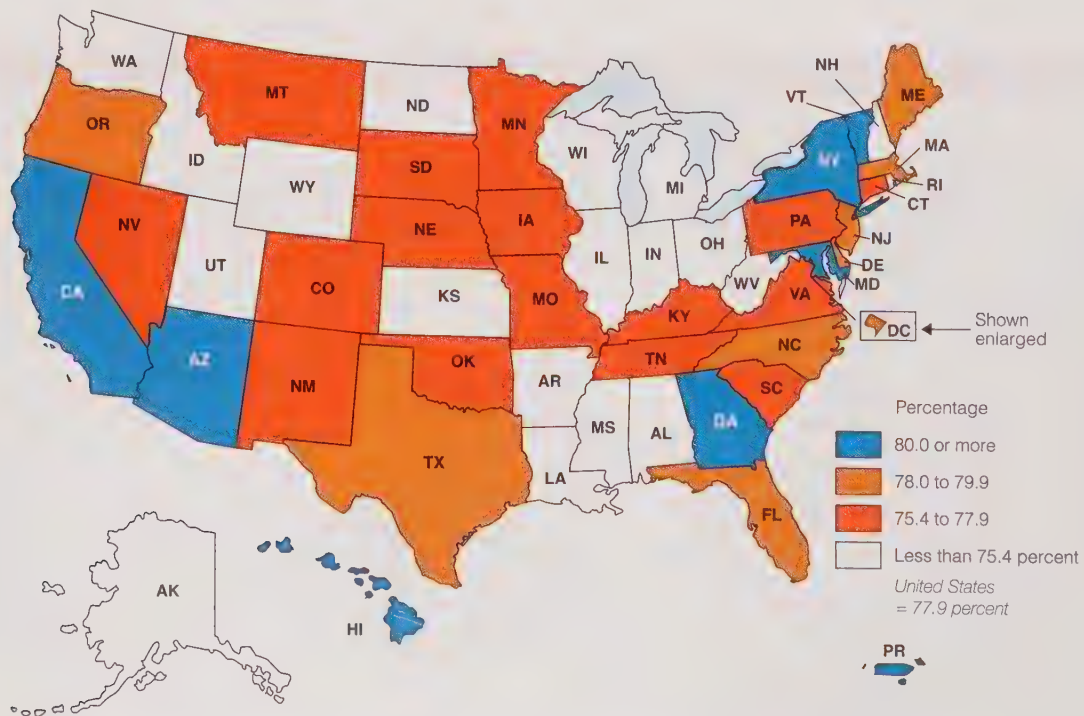 WA
MT
ND
MN
NH
VT
ME
OR
ID
SD
WI
NY
MA
WY
MI
RI
CT
NV
NE
IA
PA
NJ
UT
CO
IL
IN
OH
DE
MD
CA
KS
MO
WV
VA
KY
DC
Shown
enlarged
AZ
NM
OK
TN
NC
AR
SC
MS
AL
GA
TX
LA
FL
Percentage
80.0 or more
78.0 to 79.9
75.4 to 77.9
Less than 75.4 percent
United States
= 77.9 percent
AK
HI
PR